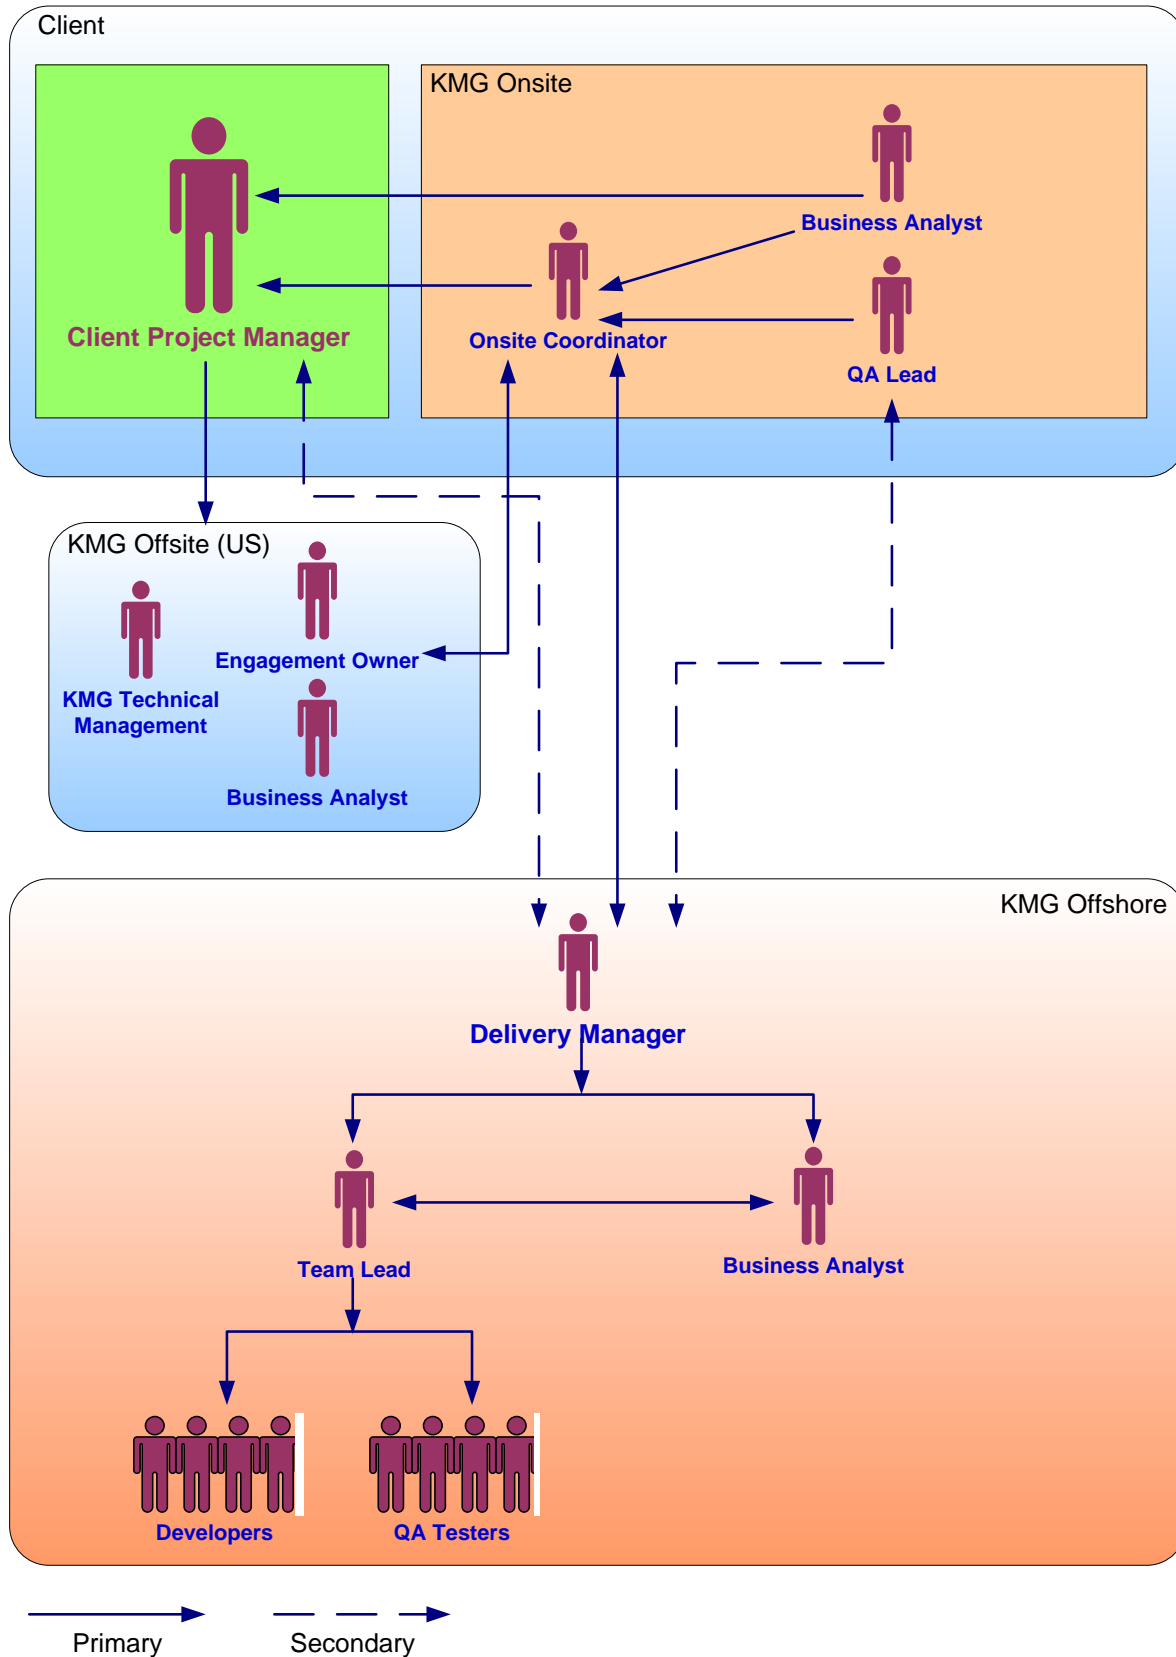 Client
KMG Onsite
Business Analyst
Client Project Manager
Onsite Coordinator
QA Lead
KMG Offsite (US)
Engagement Owner
KMG Technical
Management
Business Analyst
KMG Offshore
Delivery Manager
Team Lead
Business Analyst
Developers
QA Testers
Primary
Secondary